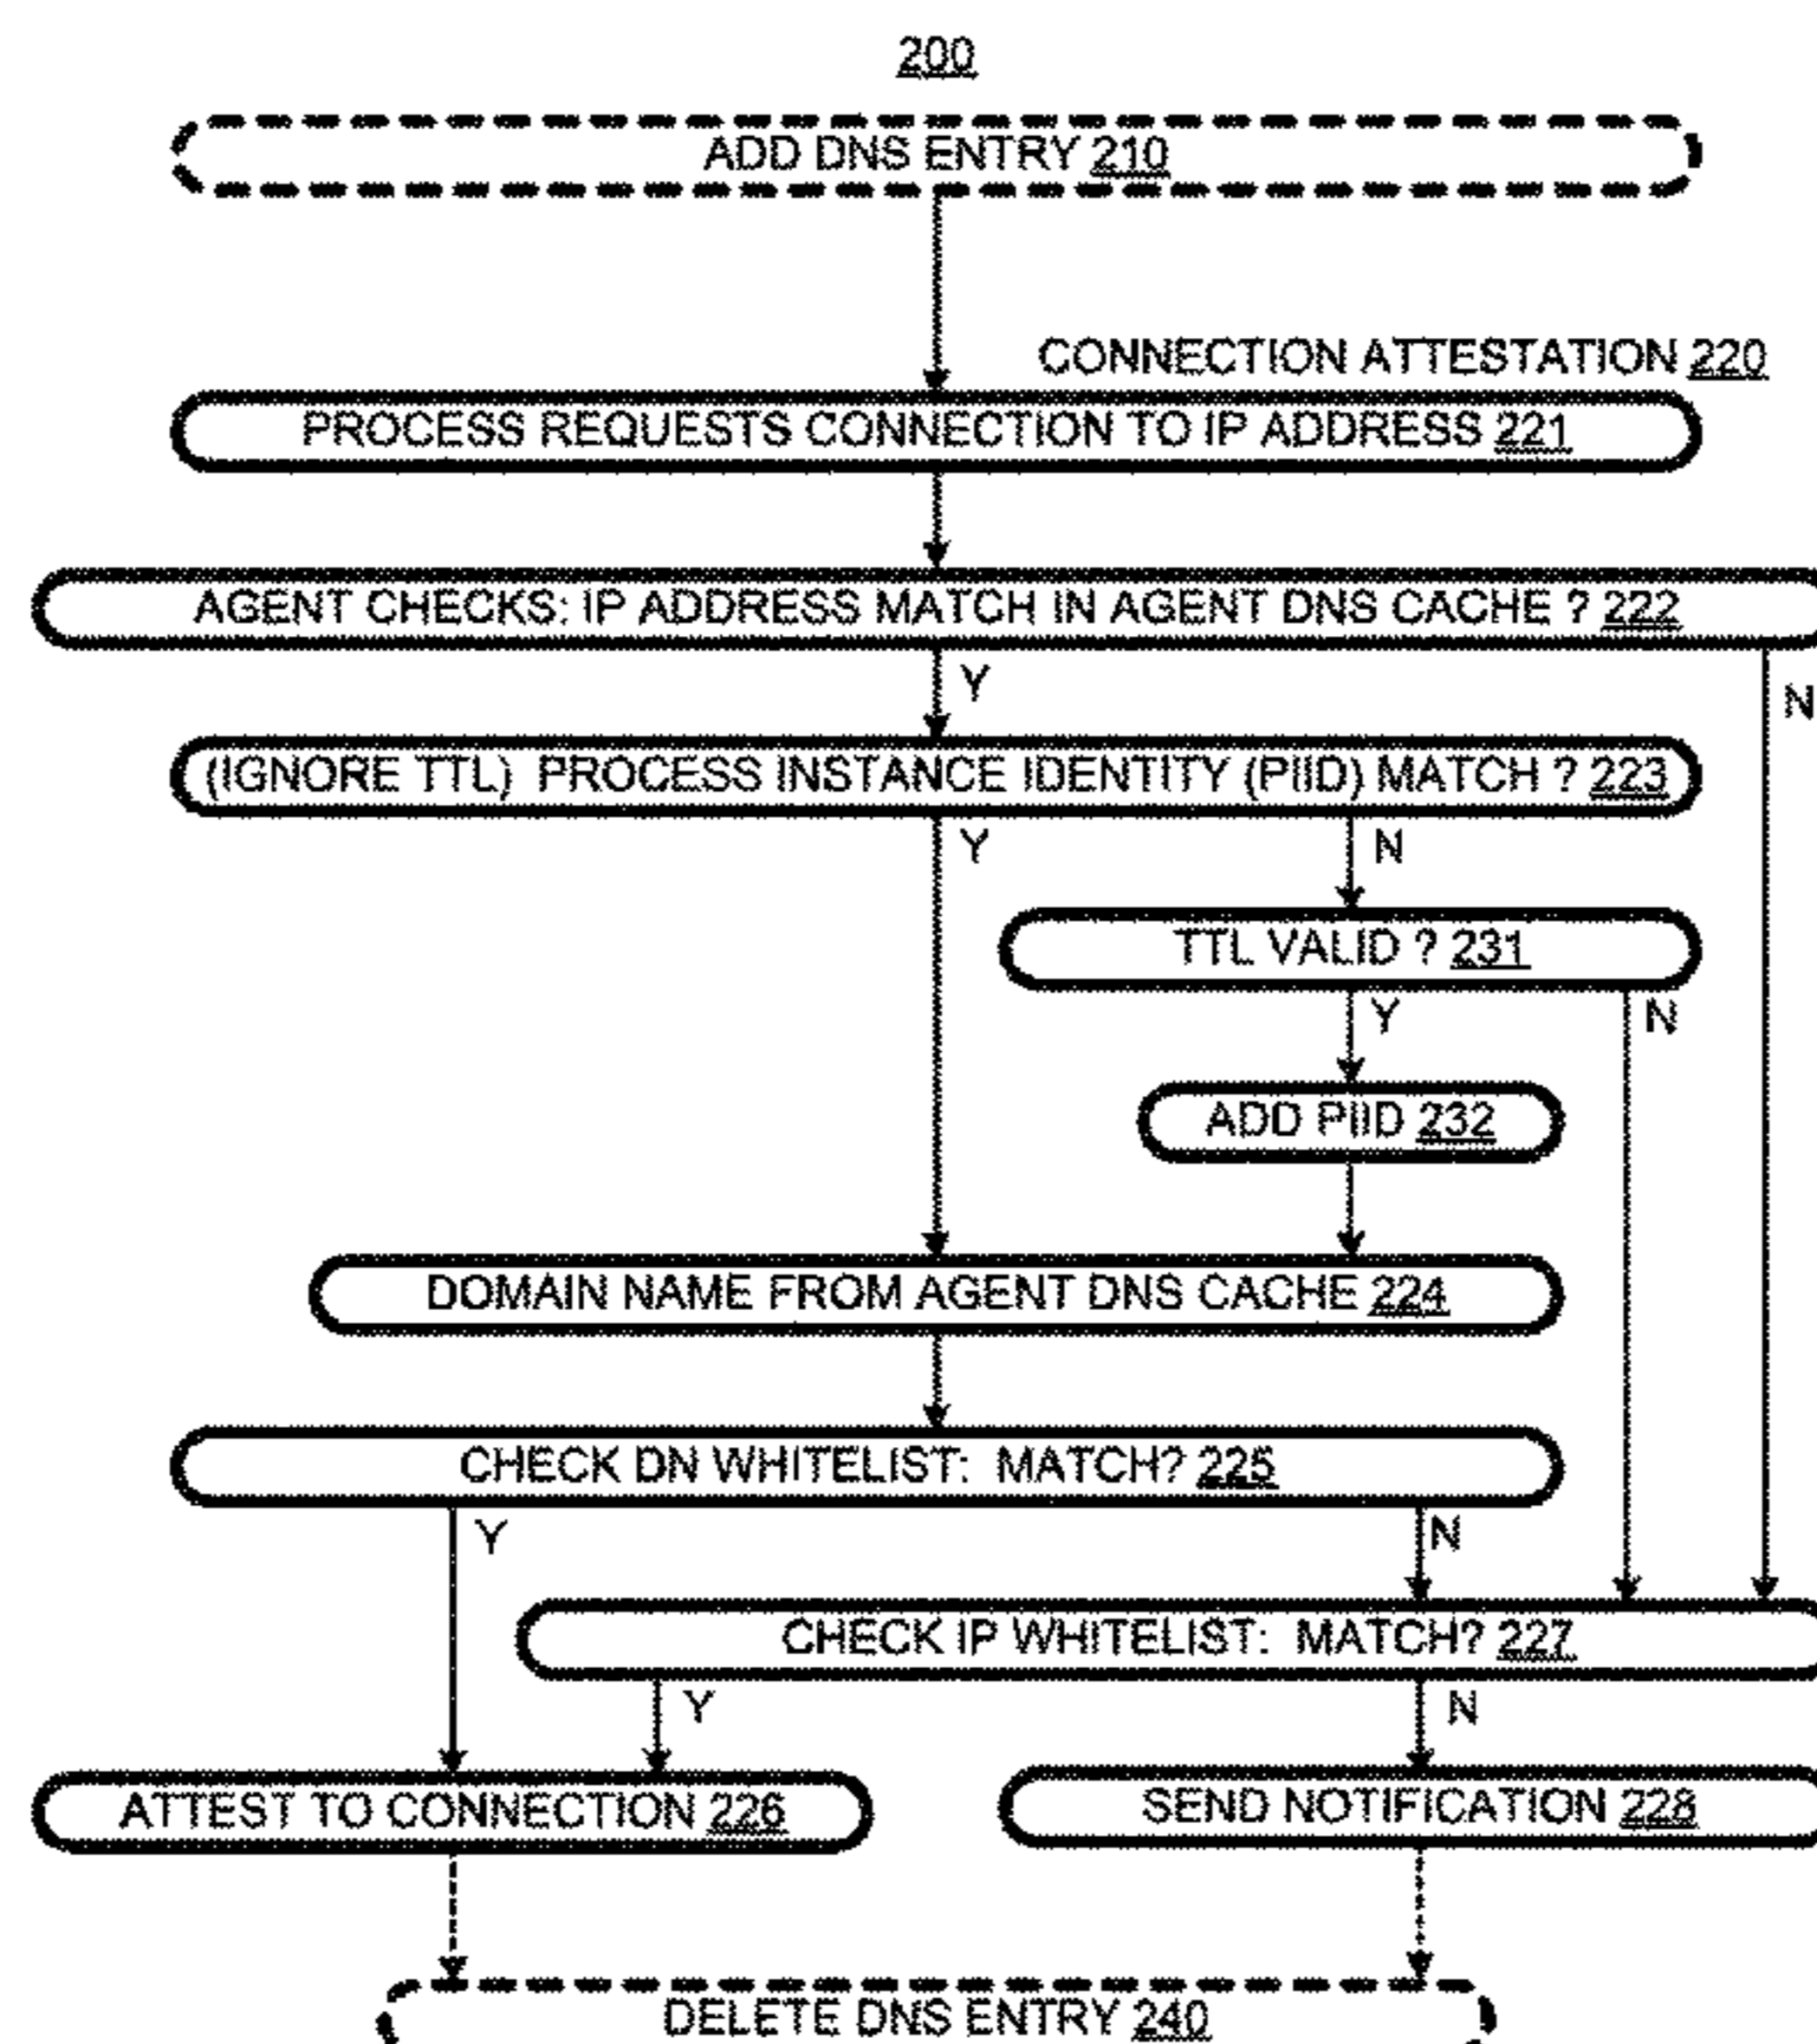 200
ADD DNS ENTRY 210
CONNECTION ATTESTATION 220
PROCESS REQUESTS CONNECTION TO IP ADDRESS 221
AGENT CHECKS: IP ADDRESS MATCH IN AGENT DNS CACHE ? 222
Y
N
(IGNORE TTL) PROCESS INSTANCE IDENTITY (PIID) MATCH ? 223
Y
N
TTL VALID ? 231
Y
N
ADD PIID 232
DOMAIN NAME FROM AGENT DNS CACHE 224
CHECK DN WHITELIST: MATCH? 225
Y
N
CHECK IP WHITELIST: MATCH? 227
Y
N
ATTEST TO CONNECTION 226
SEND NOTIFICATION 228
DELETE DNS ENTRY 240